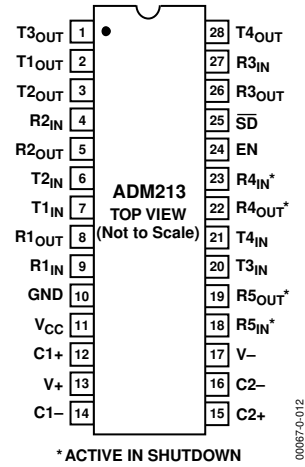 T3OUT 1 28 T4OUT
T1OUT 2 27 R3IN
T2OUT 3 26 R3OUT
R2IN 4 25 S̅D̅
R2OUT 5 24 EN
T2IN 6 23 R4IN*
T1IN 7 22 R4OUT*
R1OUT 8 21 T4IN
R1IN 9 20 T3IN
GND 10 19 R5OUT*
VCC 11 18 R5IN*
C1+ 12 17 V–
V+ 13 16 C2–
C1– 14 15 C2+
ADM213
TOP VIEW
(Not to Scale)
* ACTIVE IN SHUTDOWN
00067-0-012